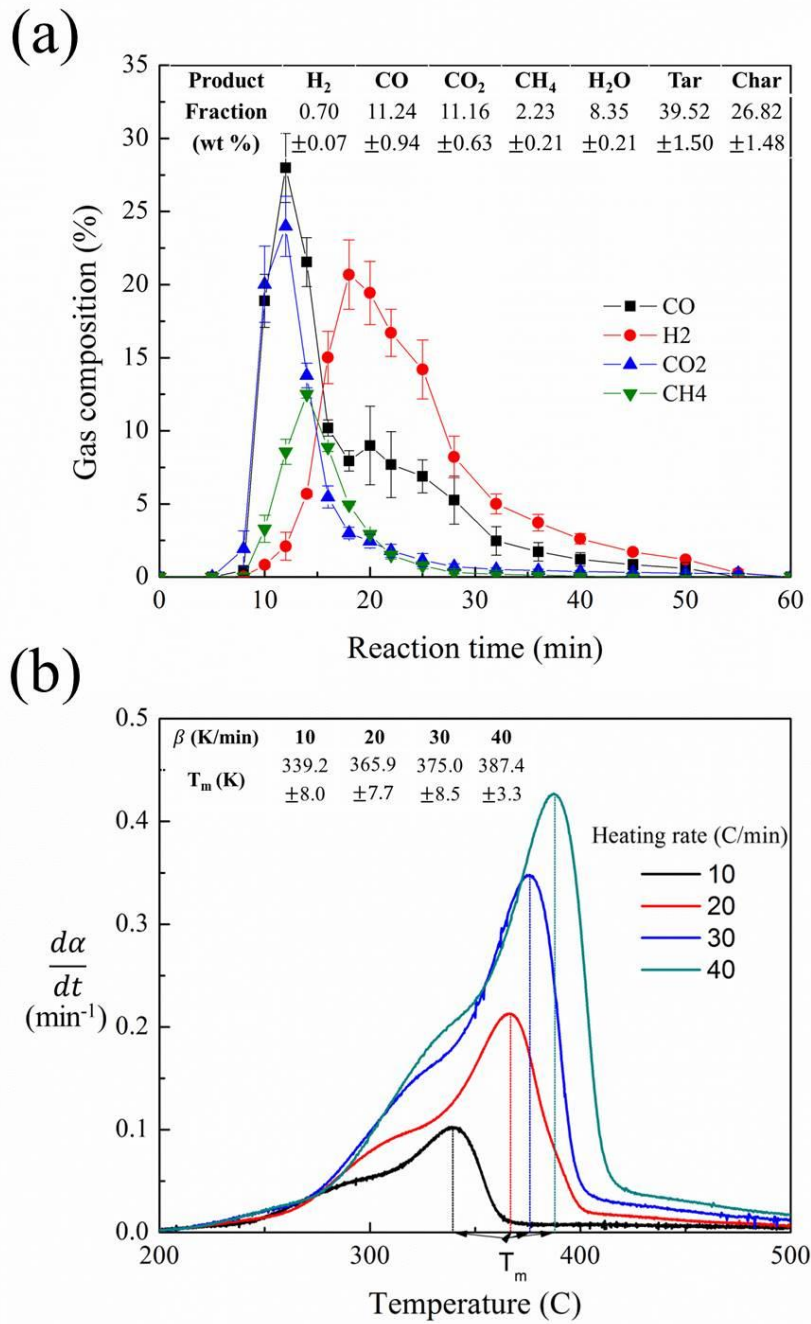 (a)
Product H₂ CO CO₂ CH₄ H₂O Tar Char
Fraction 0.70 11.24 11.16 2.23 8.35 39.52 26.82
(wt %) ±0.07 ±0.94 ±0.63 ±0.21 ±0.21 ±1.50 ±1.48
35
30
25
20
15
10
5
0
Gas composition (%)
CO
H2
CO2
CH4
0 10 20 30 40 50 60
Reaction time (min)
(b)
β (K/min) 10 20 30 40
339.2 365.9 375.0 387.4
Tₘ (K)
±8.0 ±7.7 ±8.5 ±3.3
0.5
0.4
0.3
0.2
0.1
0.0
dα
dt
(min⁻¹)
Heating rate (C/min)
10
20
30
40
Tₘ
200 300 400 500
Temperature (C)